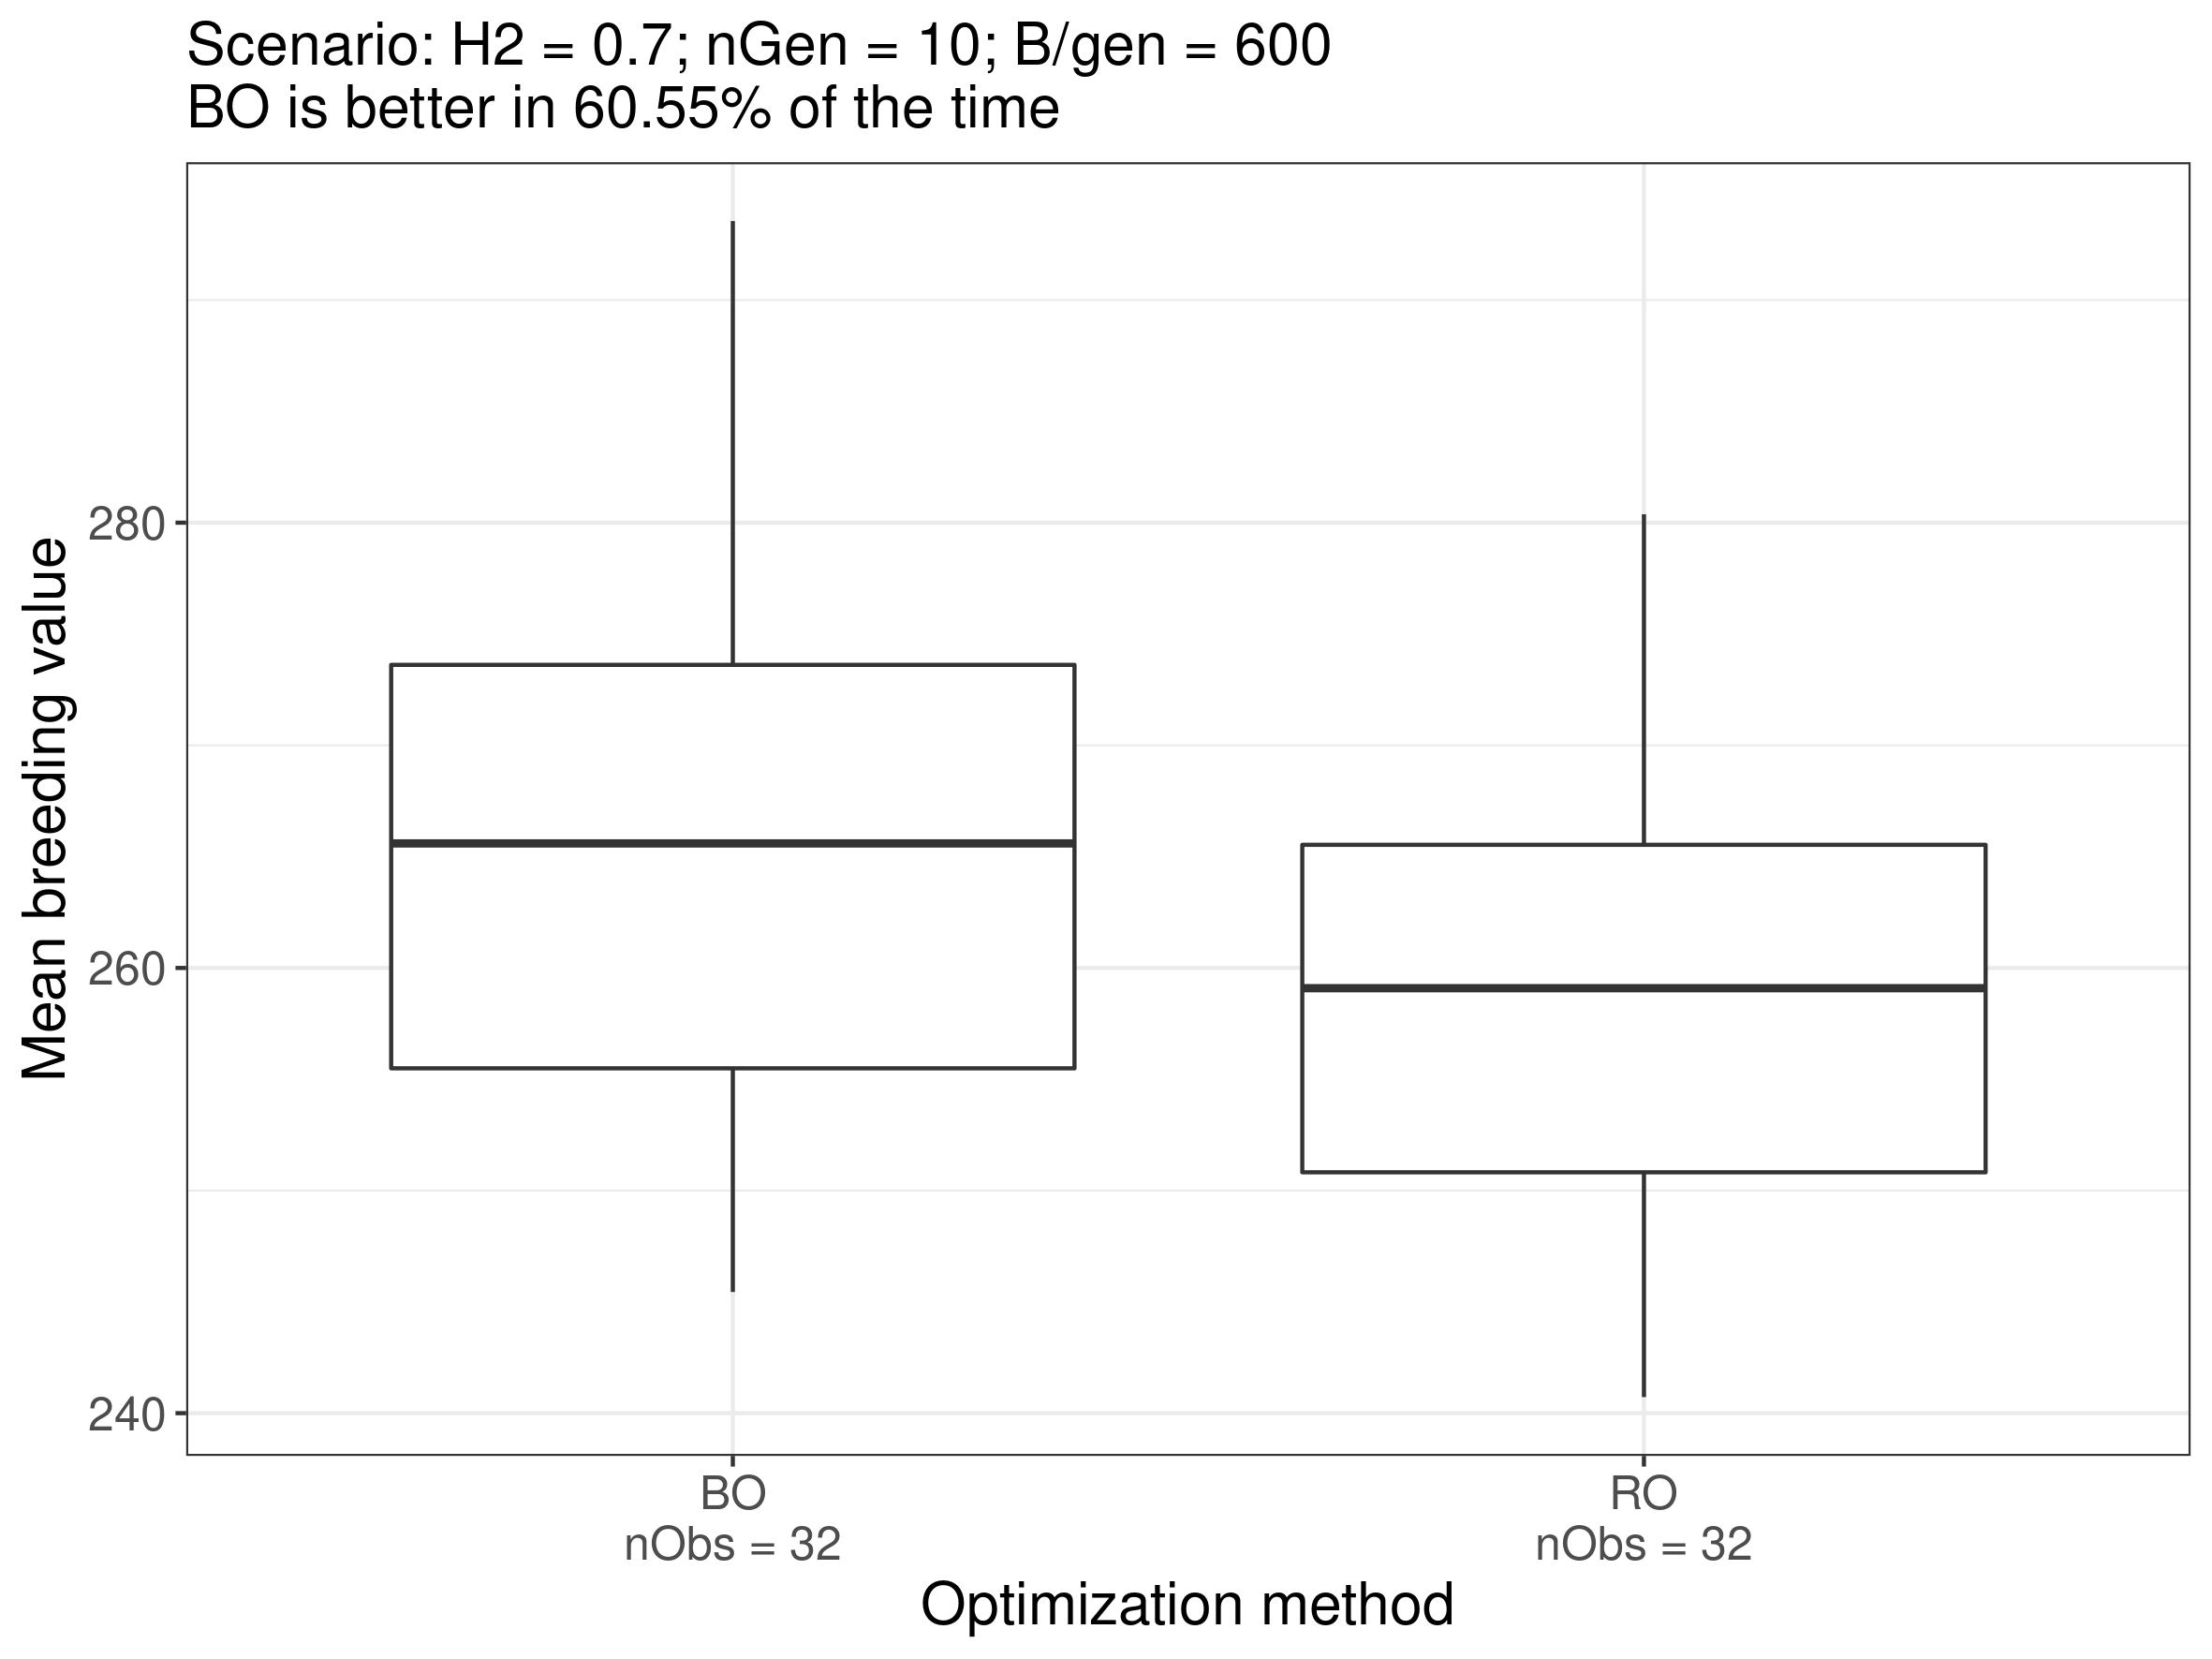 Scenario: H2 = 0.7; nGen = 10; B/gen = 600
BO is better in 60.55% of the time
Mean breeding value
280
260
240
BO
nObs = 32
RO
nObs = 32
Optimization method